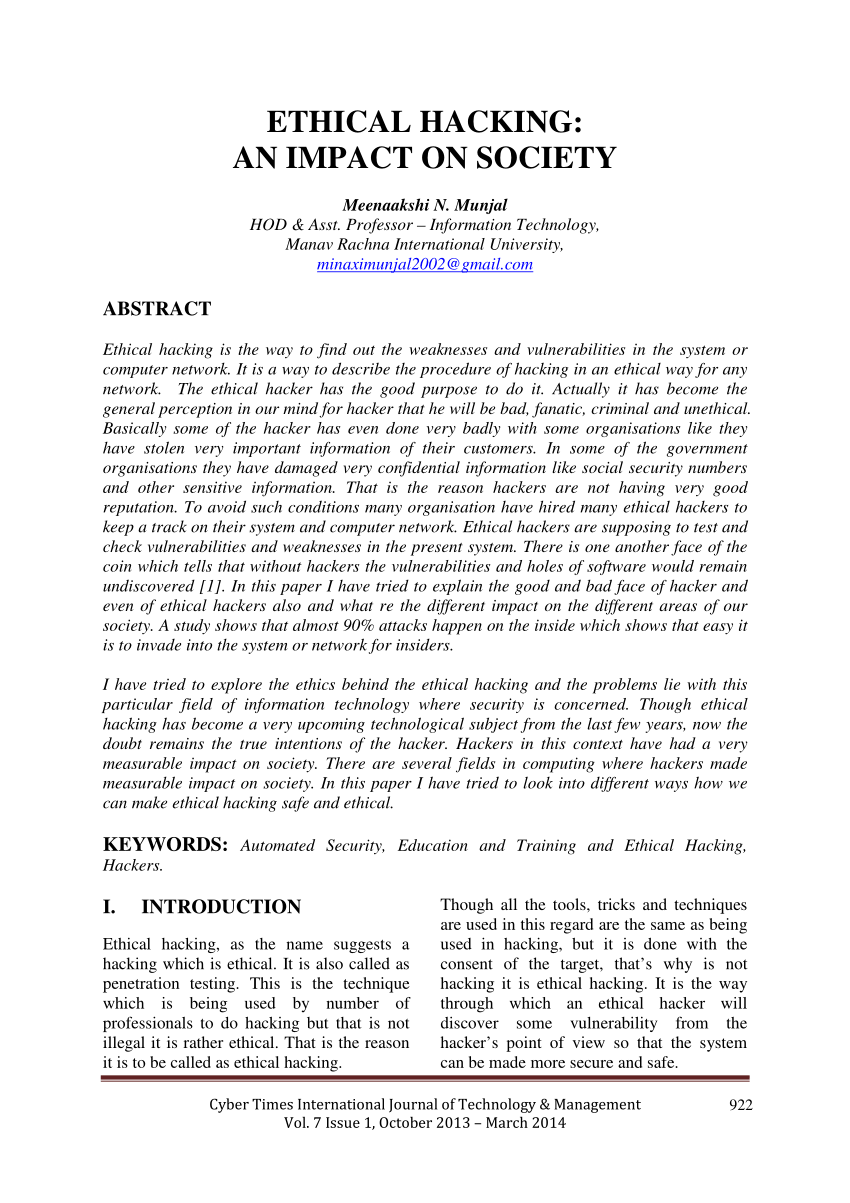 ETHICAL HACKING:
AN IMPACT ON SOCIETY
Meenaakshi N. Munjal
HOD & Asst. Professor – Information Technology,
Manav Rachna International University,
minaximunjal2002@gmail.com
ABSTRACT
Ethical hacking is the way to find out the weaknesses and vulnerabilities in the system or
computer network. It is a way to describe the procedure of hacking in an ethical way for any
network. The ethical hacker has the good purpose to do it. Actually it has become the
general perception in our mind for hacker that he will be bad, fanatic, criminal and unethical.
Basically some of the hacker has even done very badly with some organisations like they
have stolen very important information of their customers. In some of the government
organisations they have damaged very confidential information like social security numbers
and other sensitive information. That is the reason hackers are not having very good
reputation. To avoid such conditions many organisation have hired many ethical hackers to
keep a track on their system and computer network. Ethical hackers are supposing to test and
check vulnerabilities and weaknesses in the present system. There is one another face of the
coin which tells that without hackers the vulnerabilities and holes of software would remain
undiscovered [1]. In this paper I have tried to explain the good and bad face of hacker and
even of ethical hackers also and what re the different impact on the different areas of our
society. A study shows that almost 90% attacks happen on the inside which shows that easy it
is to invade into the system or network for insiders.
I have tried to explore the ethics behind the ethical hacking and the problems lie with this
particular field of information technology where security is concerned. Though ethical
hacking has become a very upcoming technological subject from the last few years, now the
doubt remains the true intentions of the hacker. Hackers in this context have had a very
measurable impact on society. There are several fields in computing where hackers made
measurable impact on society. In this paper I have tried to look into different ways how we
can make ethical hacking safe and ethical.
KEYWORDS: Automated Security, Education and Training and Ethical Hacking,
Hackers.
I. INTRODUCTION
Ethical hacking, as the name suggests a
hacking which is ethical. It is also called as
penetration testing. This is the technique
which is being used by number of
professionals to do hacking but that is not
illegal it is rather ethical. That is the reason
it is to be called as ethical hacking.
Though all the tools, tricks and techniques
are used in this regard are the same as being
used in hacking, but it is done with the
consent of the target, that's why is not
hacking it is ethical hacking. It is the way
through which an ethical hacker will
discover some vulnerability from the
hacker's point of view so that the system
can be made more secure and safe.
Cyber Times International Journal of Technology & Management
Vol. 7 Issue 1, October 2013 – March 2014
922